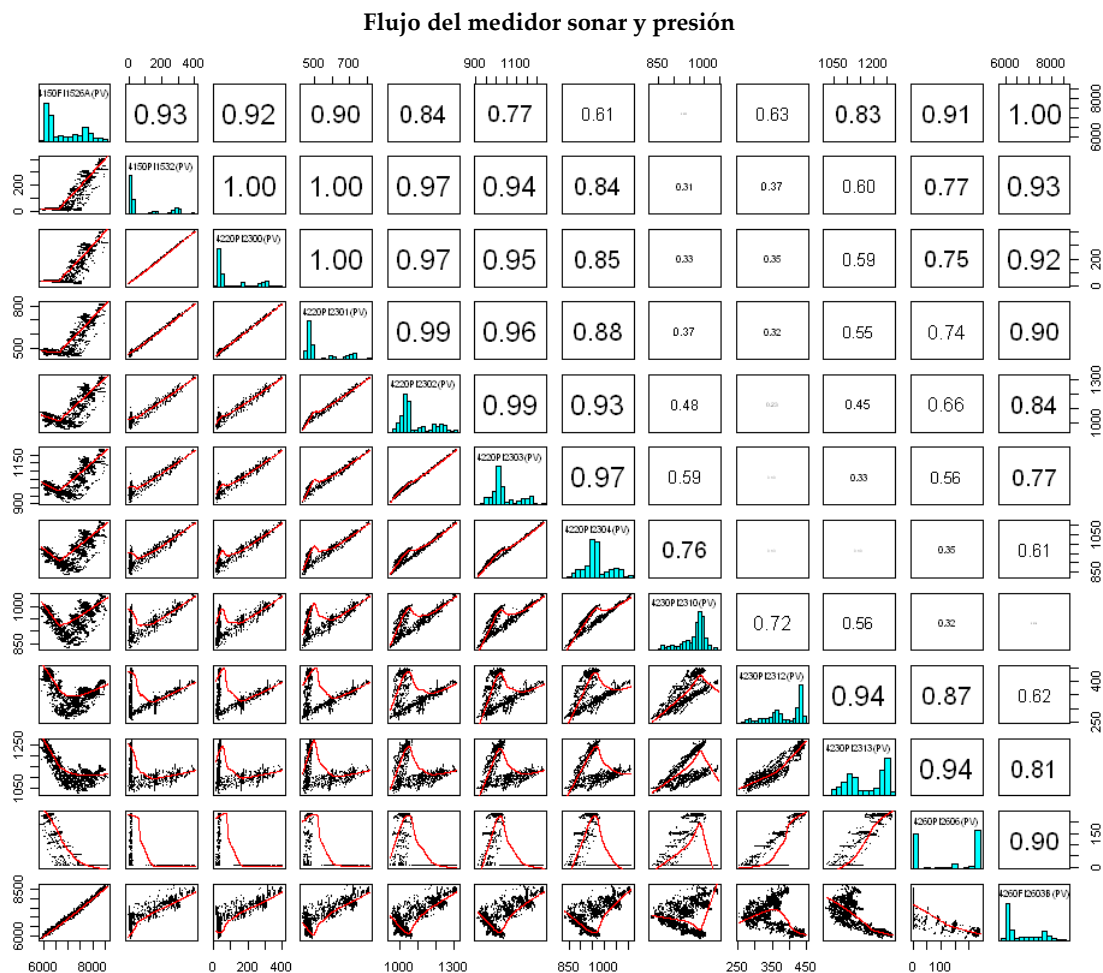 Flujo del medidor sonar y presión
0 200 400 500 700 900 1100 850 1000 1050 1200 6000 8000
4150FI1526A(PV) 0.93 0.92 0.90 0.84 0.77 0.61 0.63 0.83 0.91 1.00 6000 8000
0 200 4150PI1532(PV) 1.00 1.00 0.97 0.94 0.84 0.31 0.37 0.60 0.77 0.93
4220PI2300(PV) 1.00 0.97 0.95 0.85 0.33 0.35 0.59 0.75 0.92 0 200
500 800 4220PI2301(PV) 0.99 0.96 0.88 0.37 0.32 0.55 0.74 0.90
4220PI2302(PV) 0.99 0.93 0.48 0.45 0.66 0.84 1000 1300
900 1150 4220PI2303(PV) 0.97 0.59 0.33 0.56 0.77
4220PI2304(PV) 0.76 0.35 0.61 850 1050
850 1000 4230PI2310(PV) 0.72 0.56 0.32
4230PI2312(PV) 0.94 0.87 0.62 250 400
1050 1250 4230PI2313(PV) 0.94 0.81
4260PI2606(PV) 0.90 0 150
6000 8500 4260FI2603B(PV)
6000 8000 0 200 400 1000 1300 850 1000 250 350 450 0 100